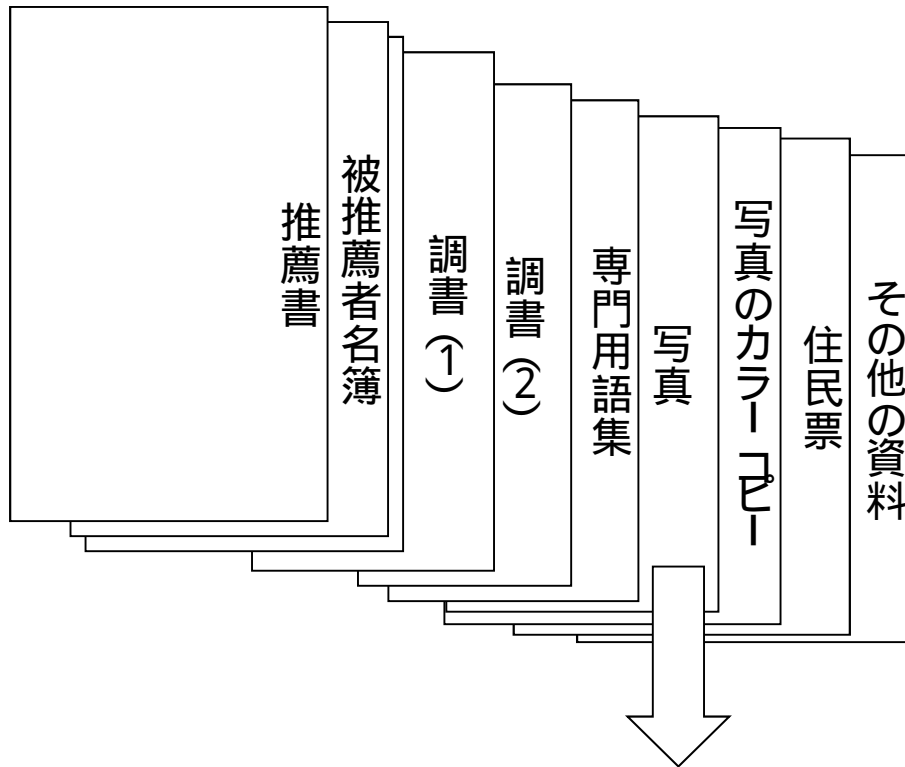 推薦書
被推薦者名簿
調書（1）
調書（2）
専門用語集
写真
写真のカラーコピー
住民票
その他の資料